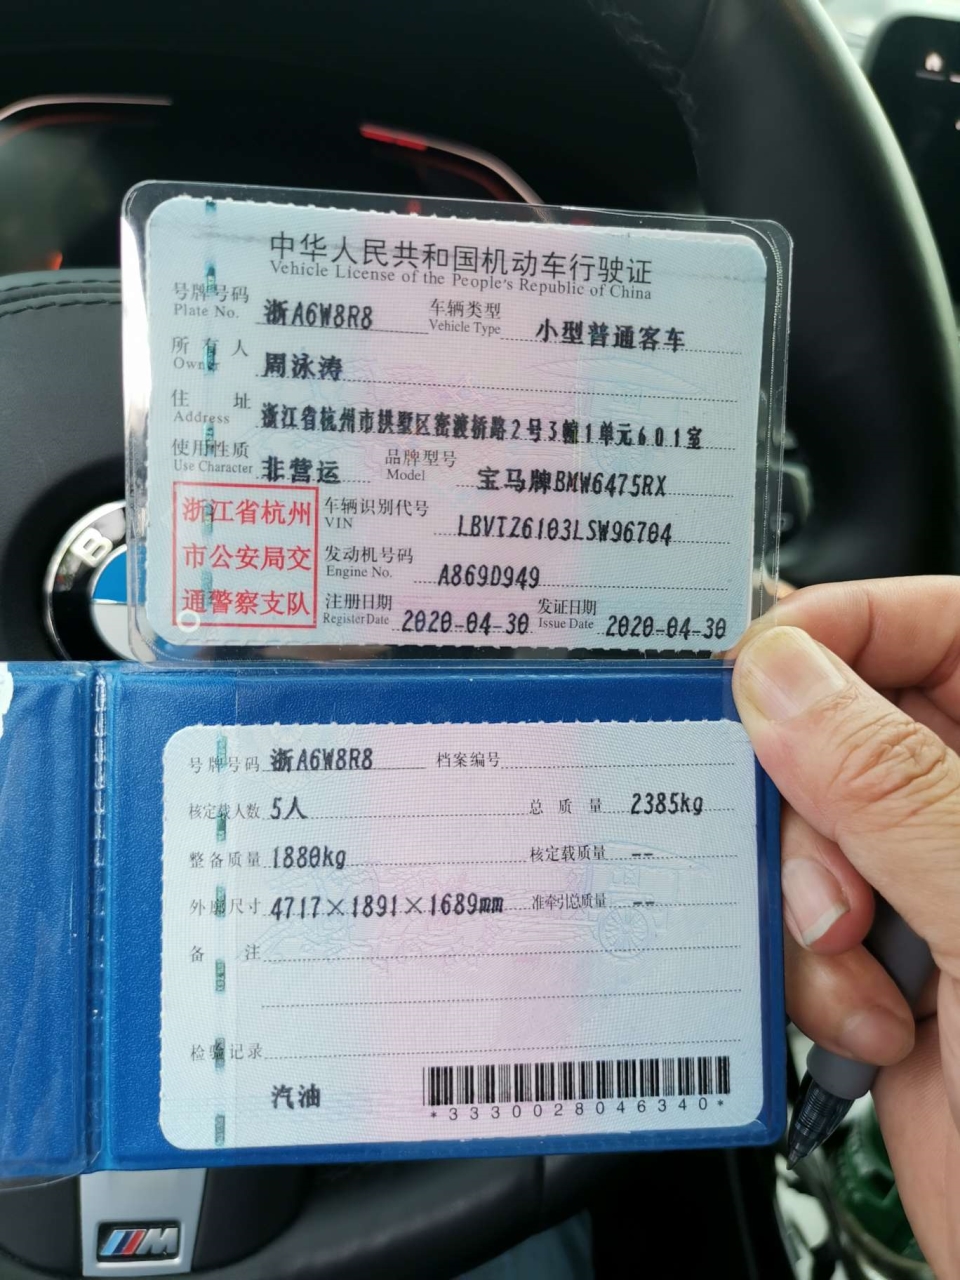 中华人民共和国机动车行驶证
Vehicle License of the People's Republic of China
号牌号码 Plate No. 浙A6W8R8 车辆类型 Vehicle Type 小型普通客车
所有人 Owner 周泳涛
住址 Address 浙江省杭州市拱墅区密渡桥路2号3幢1单元601室
使用性质 Use Character 非营运 品牌型号 Model 宝马牌BMW6475RX
浙江省杭州
市公安局交
通警察支队
车辆识别代号 VIN LBVTZ6103LSW96704
发动机号码 Engine No. A869D949
注册日期 Register Date 2020-04-30 发证日期 Issue Date 2020-04-30
号牌号码 浙A6W8R8 档案编号
核定载人数 5人 总质量 2385kg
整备质量 1880kg 核定载质量 --
外廓尺寸 4717×1891×1689mm 准牵引总质量 --
备注
检验记录
汽油
*3330028046340*
B
M